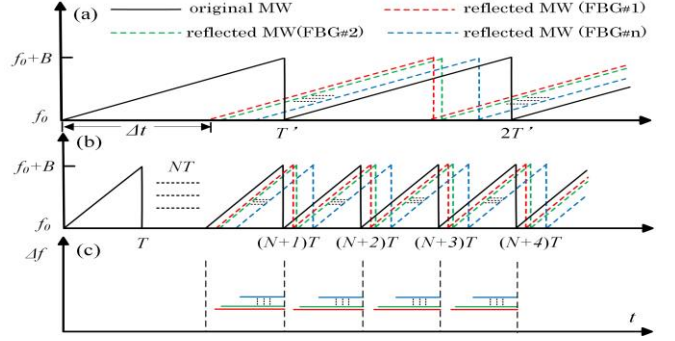 original MW reflected MW (FBG#1)
(a) reflected MW(FBG#2) reflected MW (FBG#n)
f₀+B
f₀
Δt T' 2T'
(b)
f₀+B NT
f₀
T (N+1)T (N+2)T (N+3)T (N+4)T
Δf (c)
t